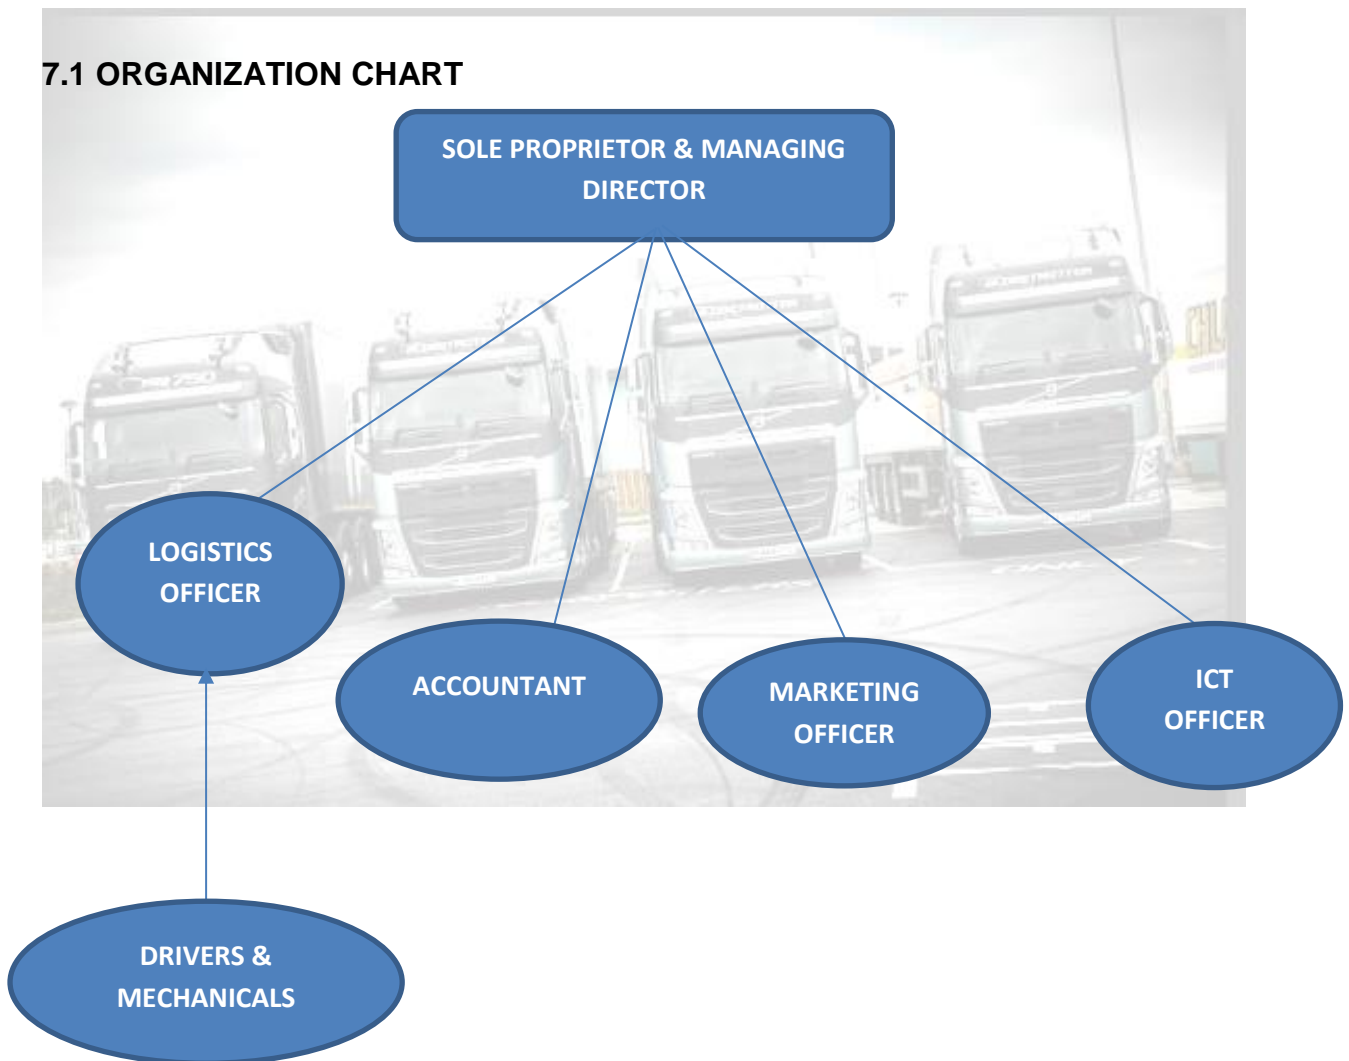 7.1 ORGANIZATION CHART
SOLE PROPRIETOR & MANAGING
DIRECTOR
LOGISTICS
OFFICER
ACCOUNTANT
MARKETING
OFFICER
ICT
OFFICER
DRIVERS &
MECHANICALS